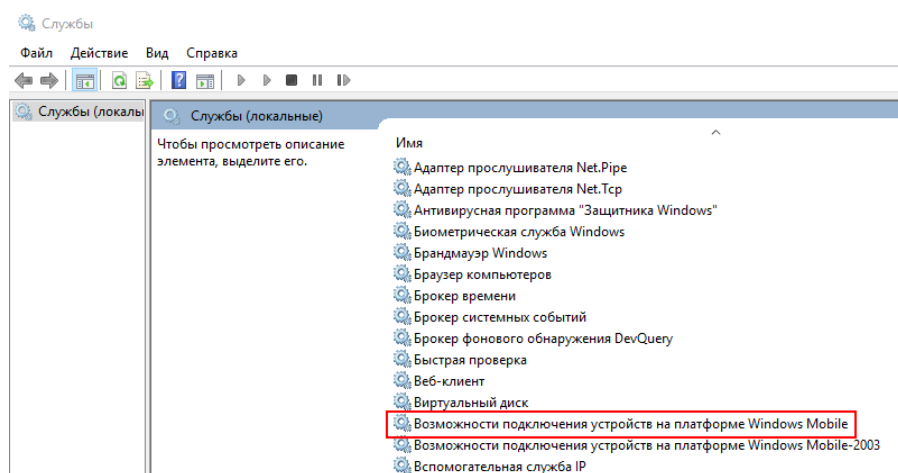 Службы
Файл Действие Вид Справка
Службы (локалы
Службы (локальные)
Чтобы просмотреть описание
элемента, выделите его.
Имя
Адаптер прослушивателя Net.Pipe
Адаптер прослушивателя Net.Tcp
Антивирусная программа "Защитника Windows"
Биометрическая служба Windows
Брандмауэр Windows
Браузер компьютеров
Брокер времени
Брокер системных событий
Брокер фонового обнаружения DevQuery
Быстрая проверка
Веб-клиент
Виртуальный диск
Возможности подключения устройств на платформе Windows Mobile
Возможности подключения устройств на платформе Windows Mobile-2003
Вспомогательная служба IP